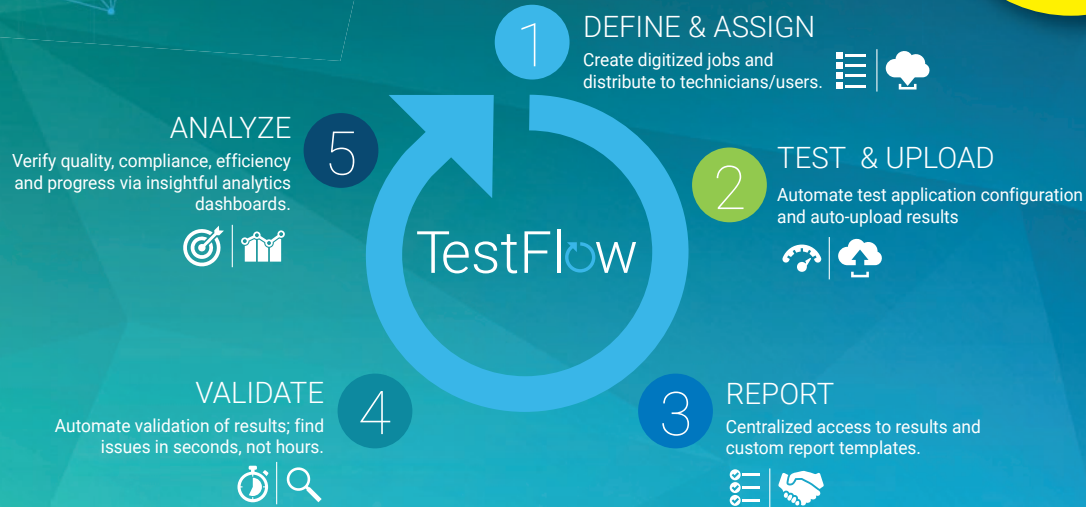 1
DEFINE & ASSIGN
Create digitized jobs and
distribute to technicians/users.
2
TEST & UPLOAD
Automate test application configuration
and auto-upload results
3
REPORT
Centralized access to results and
custom report templates.
4
VALIDATE
Automate validation of results; find
issues in seconds, not hours.
5
ANALYZE
Verify quality, compliance, efficiency
and progress via insightful analytics
dashboards.
TestFlow